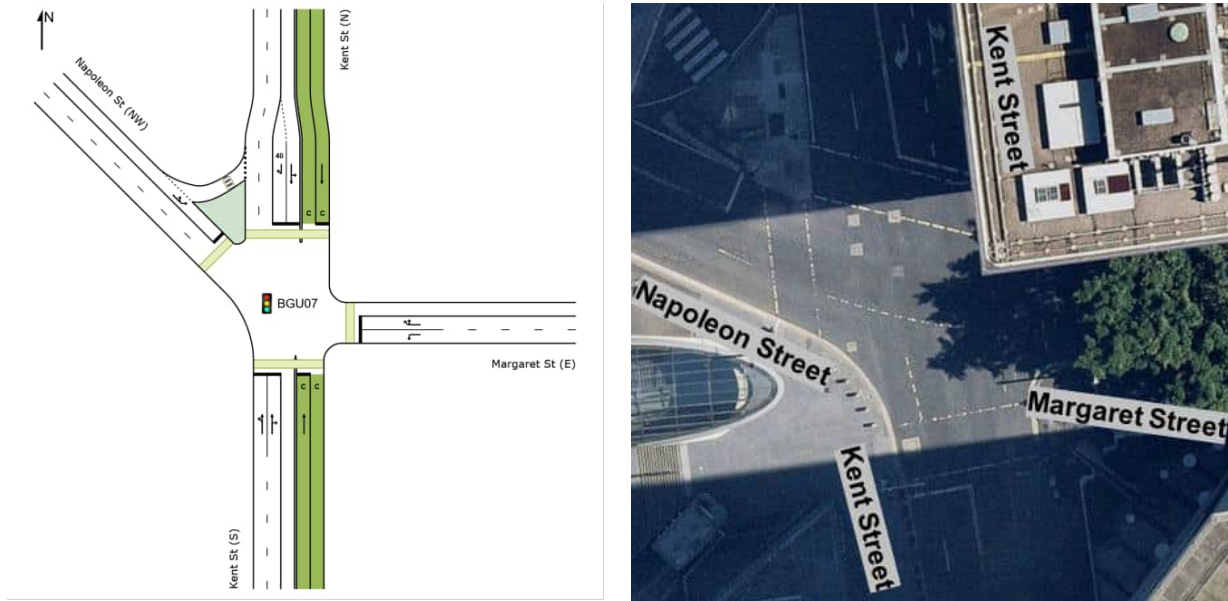 N
Napoleon St (NW)
Kent St (N)
40
C C
BGU07
Margaret St (E)
C C
Kent St (S)
Kent Street
Napoleon Street
Margaret Street
Kent Street